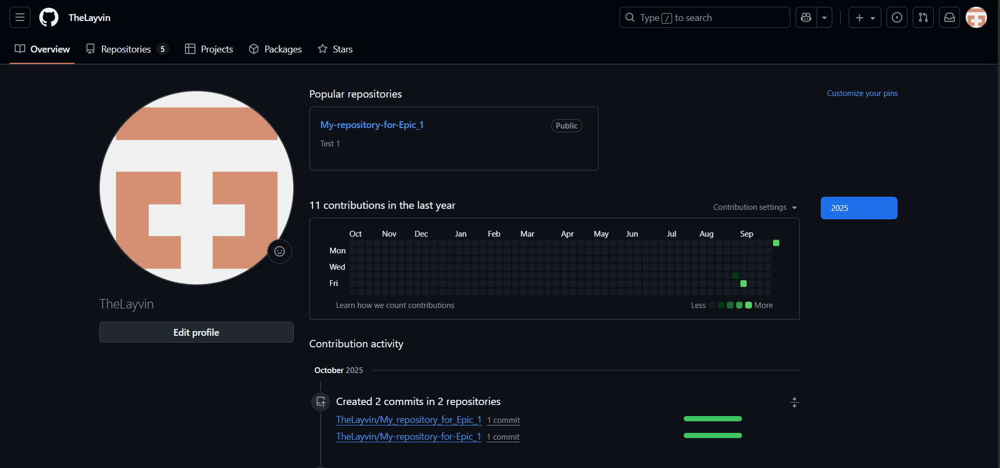 TheLayvin
Type / to search
Overview Repositories 5 Projects Packages Stars
Popular repositories
Customize your pins
My-repository-for-Epic_1 Public
Test 1
11 contributions in the last year
Contribution settings
2025
Oct Nov Dec Jan Feb Mar Apr May Jun Jul Aug Sep
Mon
Wed
Fri
Learn how we count contributions
Less More
TheLayvin
Edit profile
Contribution activity
October 2025
Created 2 commits in 2 repositories
TheLayvin/My_repository_for_Epic_1 1 commit
TheLayvin/My-repository-for-Epic_1 1 commit